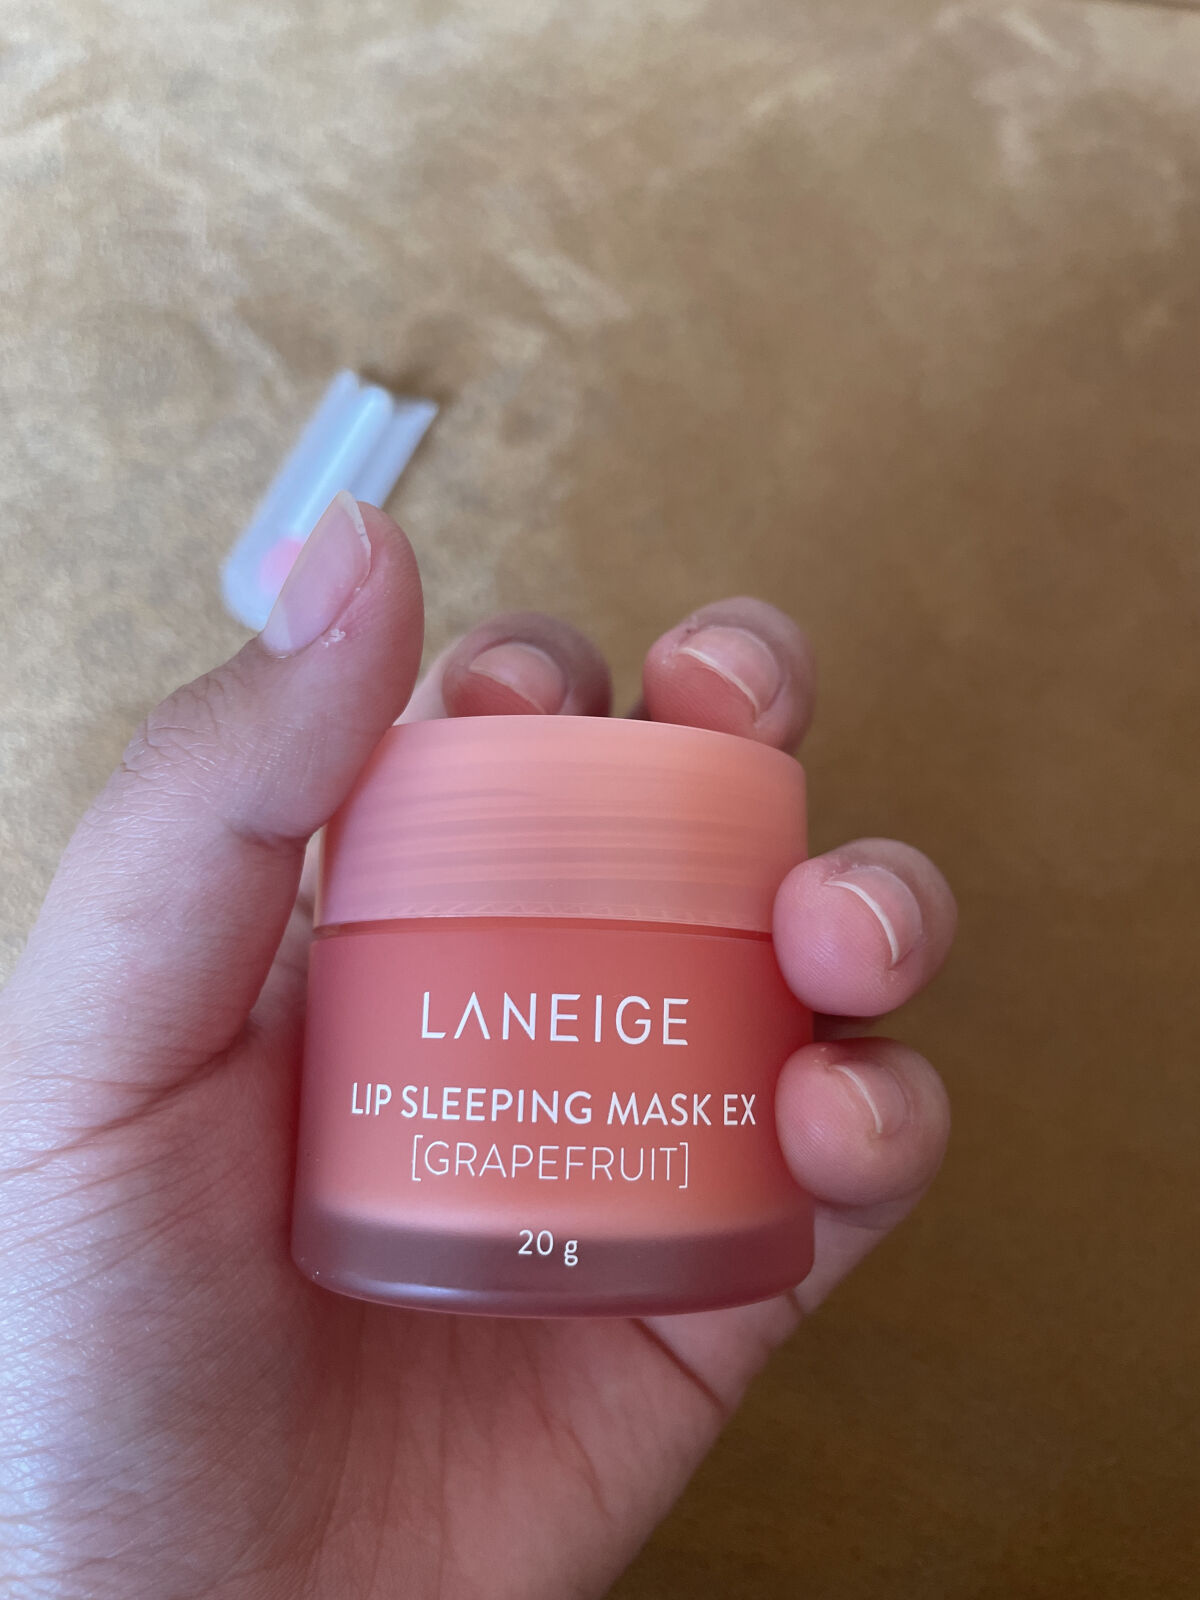 LANEIGE
LIP SLEEPING MASK EX
[GRAPEFRUIT]
20 g